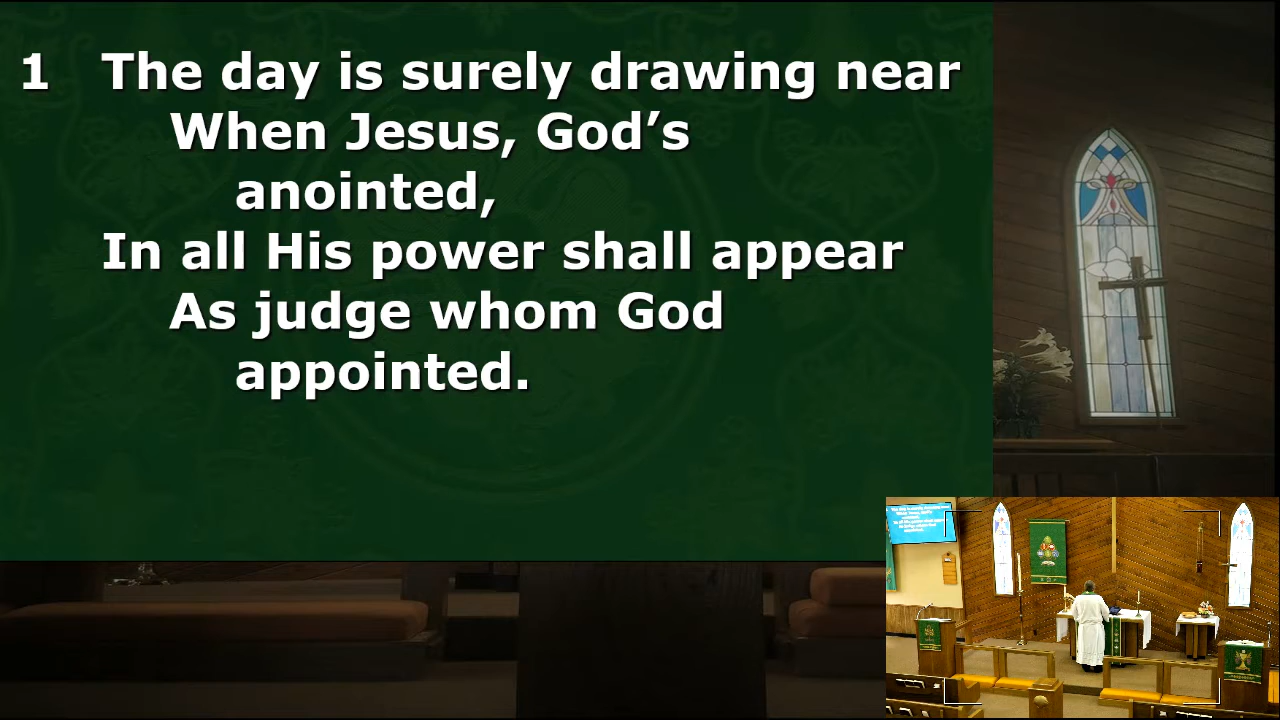 1 The day is surely drawing near
When Jesus, God’s
anointed,
In all His power shall appear
As judge whom God
appointed.